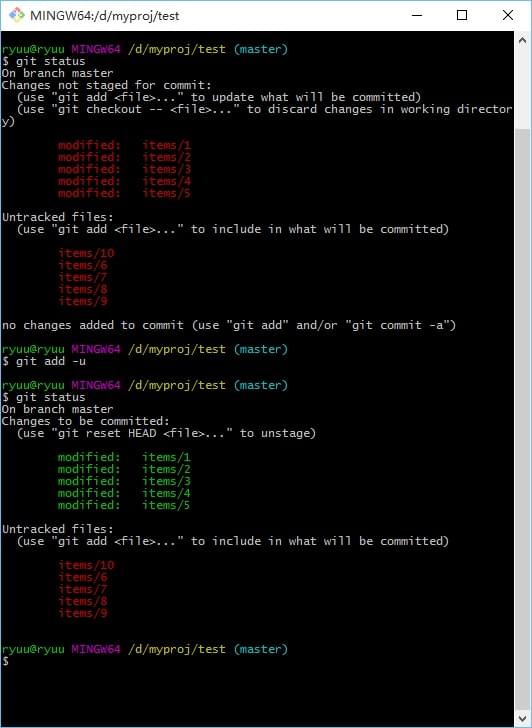 MINGW64:/d/myproj/test
ryuu@ryuu MINGW64 /d/myproj/test (master)
$ git status
On branch master
Changes not staged for commit:
  (use "git add <file>..." to update what will be committed)
  (use "git checkout -- <file>..." to discard changes in working director
y)
        modified:   items/1
        modified:   items/2
        modified:   items/3
        modified:   items/4
        modified:   items/5
Untracked files:
  (use "git add <file>..." to include in what will be committed)
        items/10
        items/6
        items/7
        items/8
        items/9
no changes added to commit (use "git add" and/or "git commit -a")
ryuu@ryuu MINGW64 /d/myproj/test (master)
$ git add -u
ryuu@ryuu MINGW64 /d/myproj/test (master)
$ git status
On branch master
Changes to be committed:
  (use "git reset HEAD <file>..." to unstage)
        modified:   items/1
        modified:   items/2
        modified:   items/3
        modified:   items/4
        modified:   items/5
Untracked files:
  (use "git add <file>..." to include in what will be committed)
        items/10
        items/6
        items/7
        items/8
        items/9
ryuu@ryuu MINGW64 /d/myproj/test (master)
$